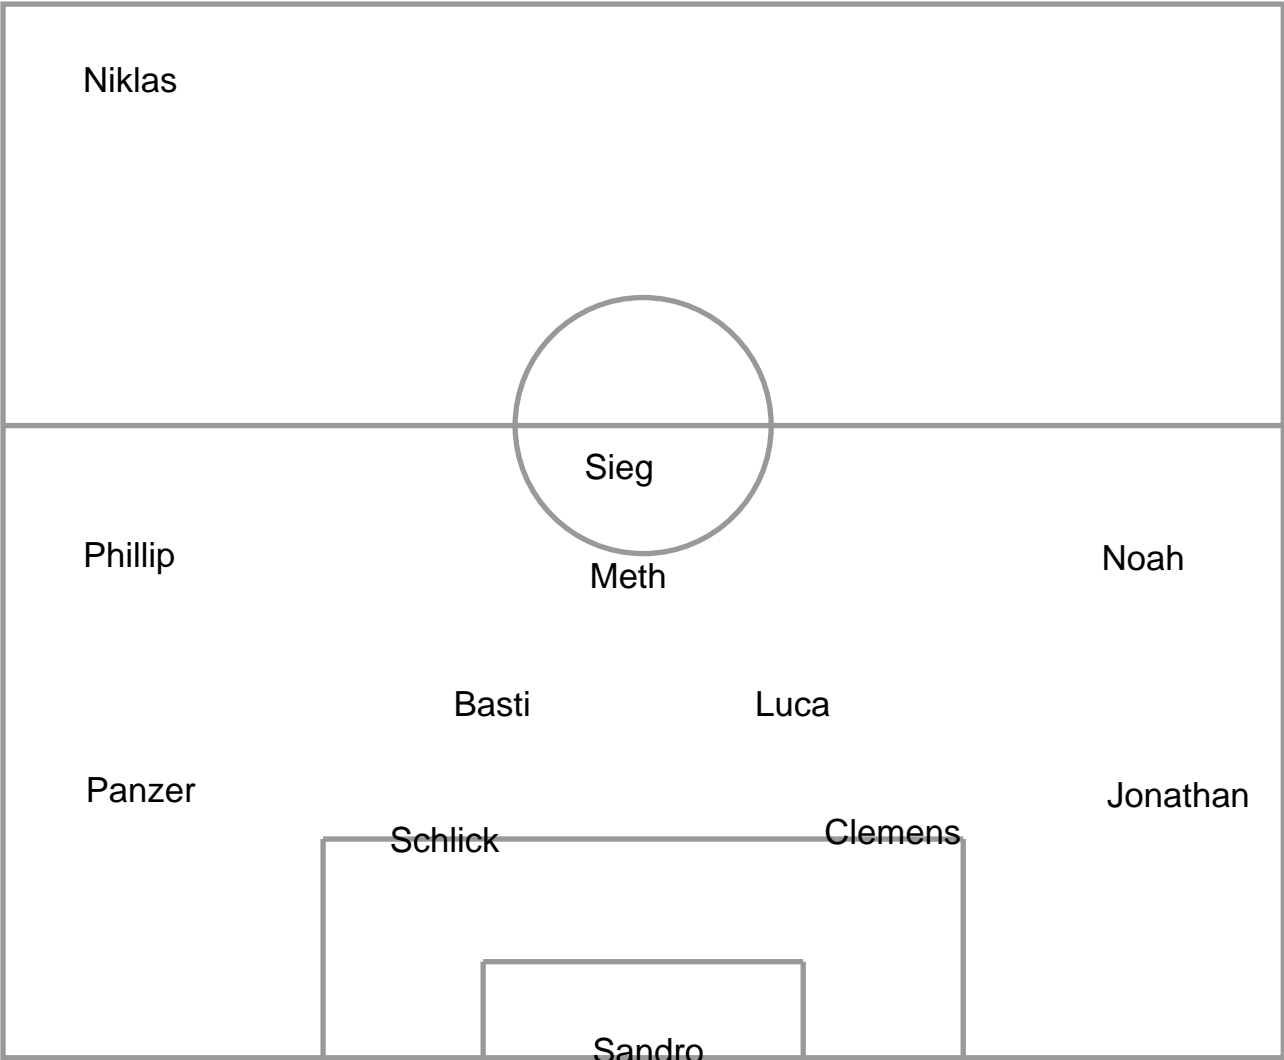 Niklas
Sieg
Phillip
Noah
Meth
Basti
Luca
Panzer
Jonathan
Schlick
Clemens
Sandro